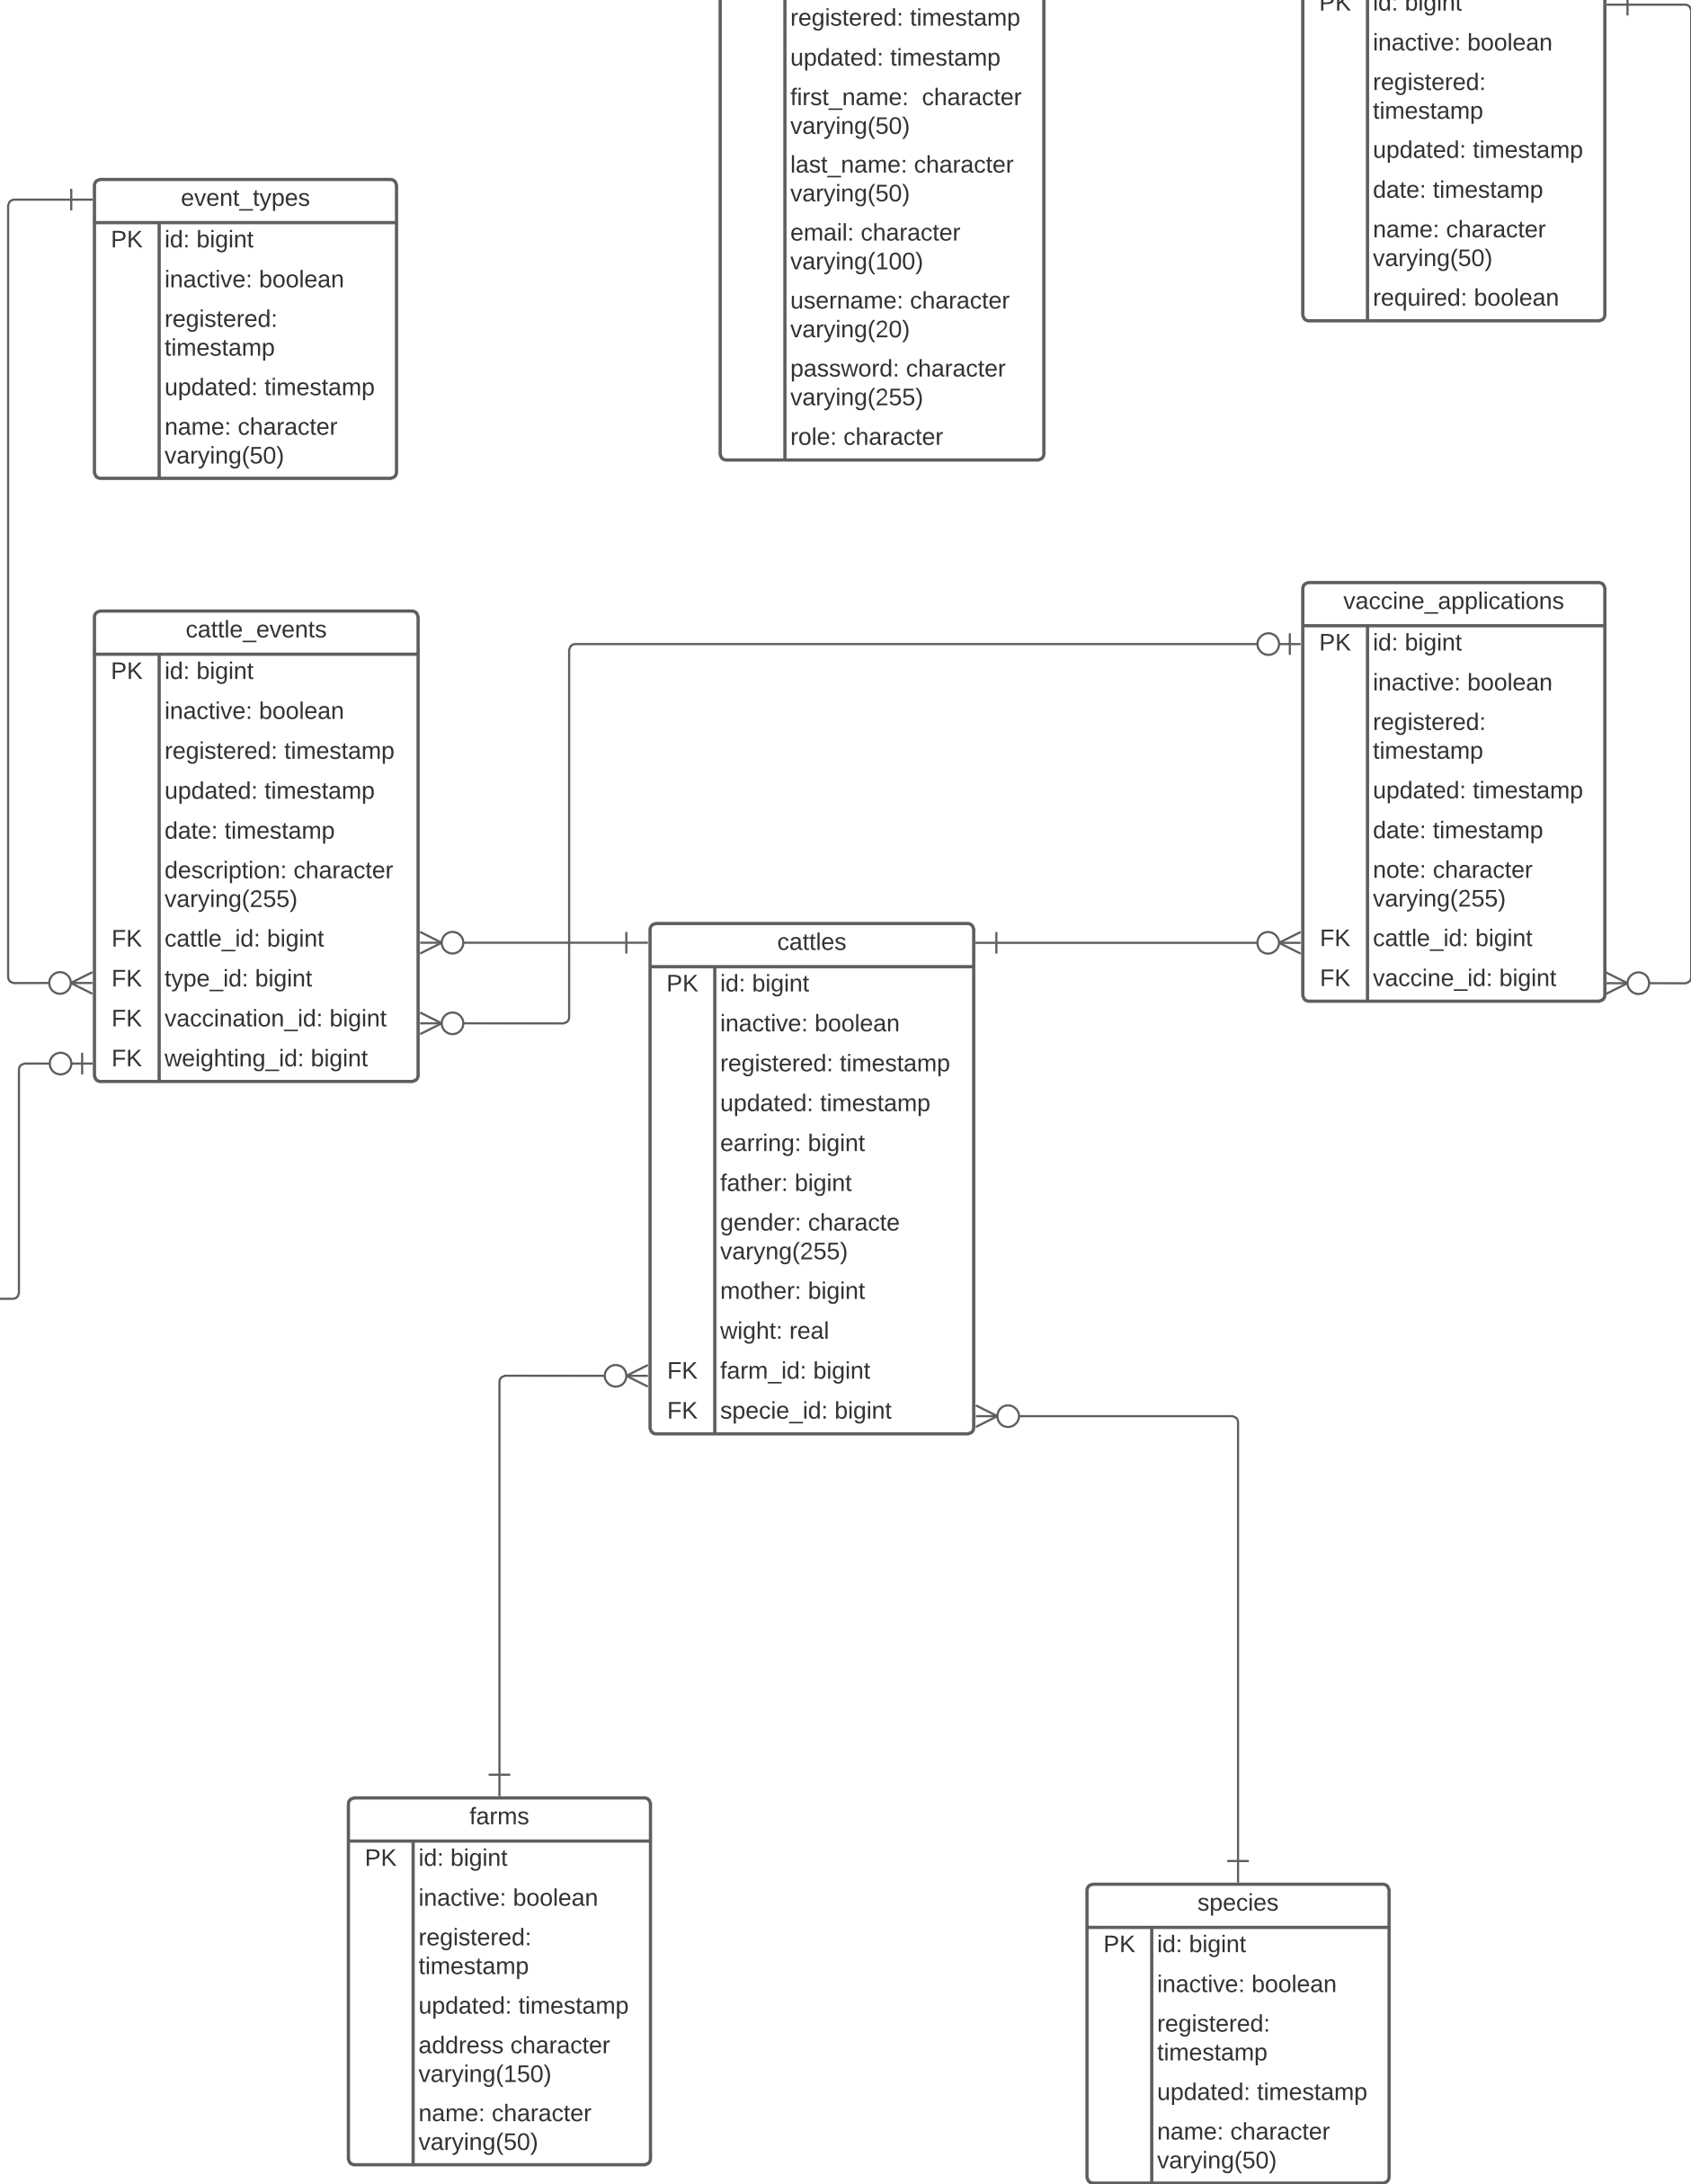 registered: timestamp
updated: timestamp
first_name:  character
varying(50)
last_name: character
varying(50)
email: character
varying(100)
username: character
varying(20)
password: character
varying(255)
role: character
PK id: bigint
inactive: boolean
registered:
timestamp
updated: timestamp
date: timestamp
name: character
varying(50)
required: boolean
event_types
PK id: bigint
inactive: boolean
registered:
timestamp
updated: timestamp
name: character
varying(50)
cattle_events
PK id: bigint
inactive: boolean
registered: timestamp
updated: timestamp
date: timestamp
description: character
varying(255)
FK cattle_id: bigint
FK type_id: bigint
FK vaccination_id: bigint
FK weighting_id: bigint
vaccine_applications
PK id: bigint
inactive: boolean
registered:
timestamp
updated: timestamp
date: timestamp
note: character
varying(255)
FK cattle_id: bigint
FK vaccine_id: bigint
cattles
PK id: bigint
inactive: boolean
registered: timestamp
updated: timestamp
earring: bigint
father: bigint
gender: characte
varyng(255)
mother: bigint
wight: real
FK farm_id: bigint
FK specie_id: bigint
farms
PK id: bigint
inactive: boolean
registered:
timestamp
updated: timestamp
address character
varying(150)
name: character
varying(50)
species
PK id: bigint
inactive: boolean
registered:
timestamp
updated: timestamp
name: character
varying(50)